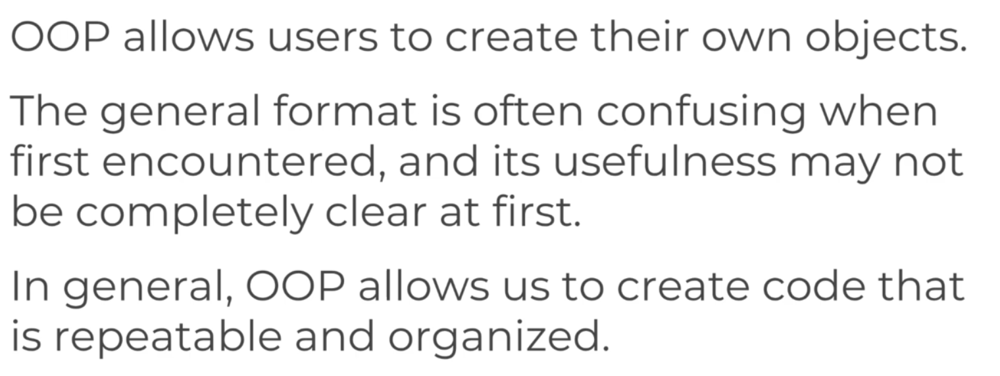 OOP allows users to create their own objects.
The general format is often confusing when
first encountered, and its usefulness may not
be completely clear at first.
In general, OOP allows us to create code that
is repeatable and organized.